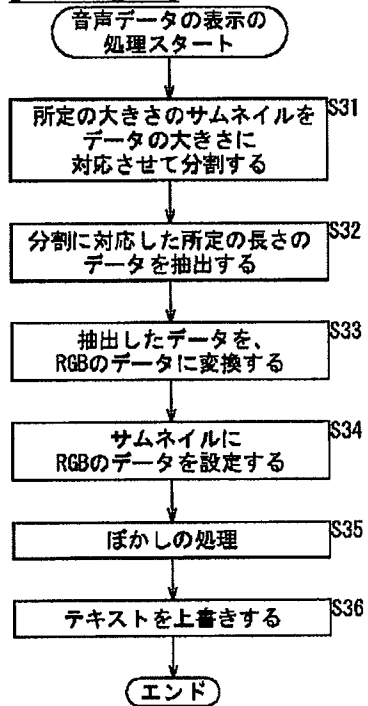 音声データの表示の
処理スタート
所定の大きさのサムネイルを
データの大きさに
対応させて分割する
S31
分割に対応した所定の長さの
データを抽出する
S32
抽出したデータを、
RGBのデータに変換する
S33
サムネイルに
RGBのデータを設定する
S34
ぼかしの処理
S35
テキストを上書きする
S36
エンド